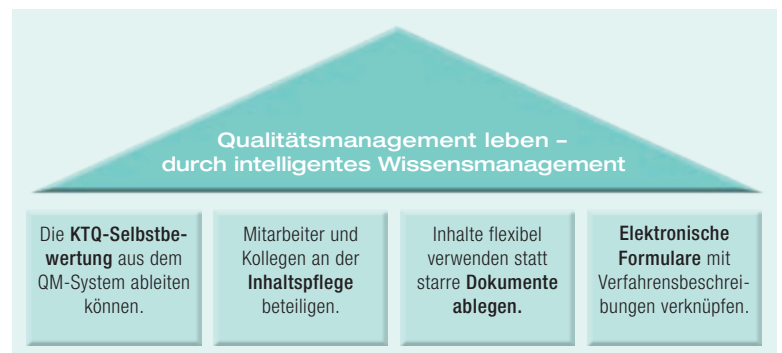 Qualitätsmanagement leben –
durch intelligentes Wissensmanagement
Die KTQ-Selbstbe-
wertung aus dem
QM-System ableiten
können.
Mitarbeiter und
Kollegen an der
Inhaltspflege
beteiligen.
Inhalte flexibel
verwenden statt
starre Dokumente
ablegen.
Elektronische
Formulare mit
Verfahrensbeschrei-
bungen verknüpfen.